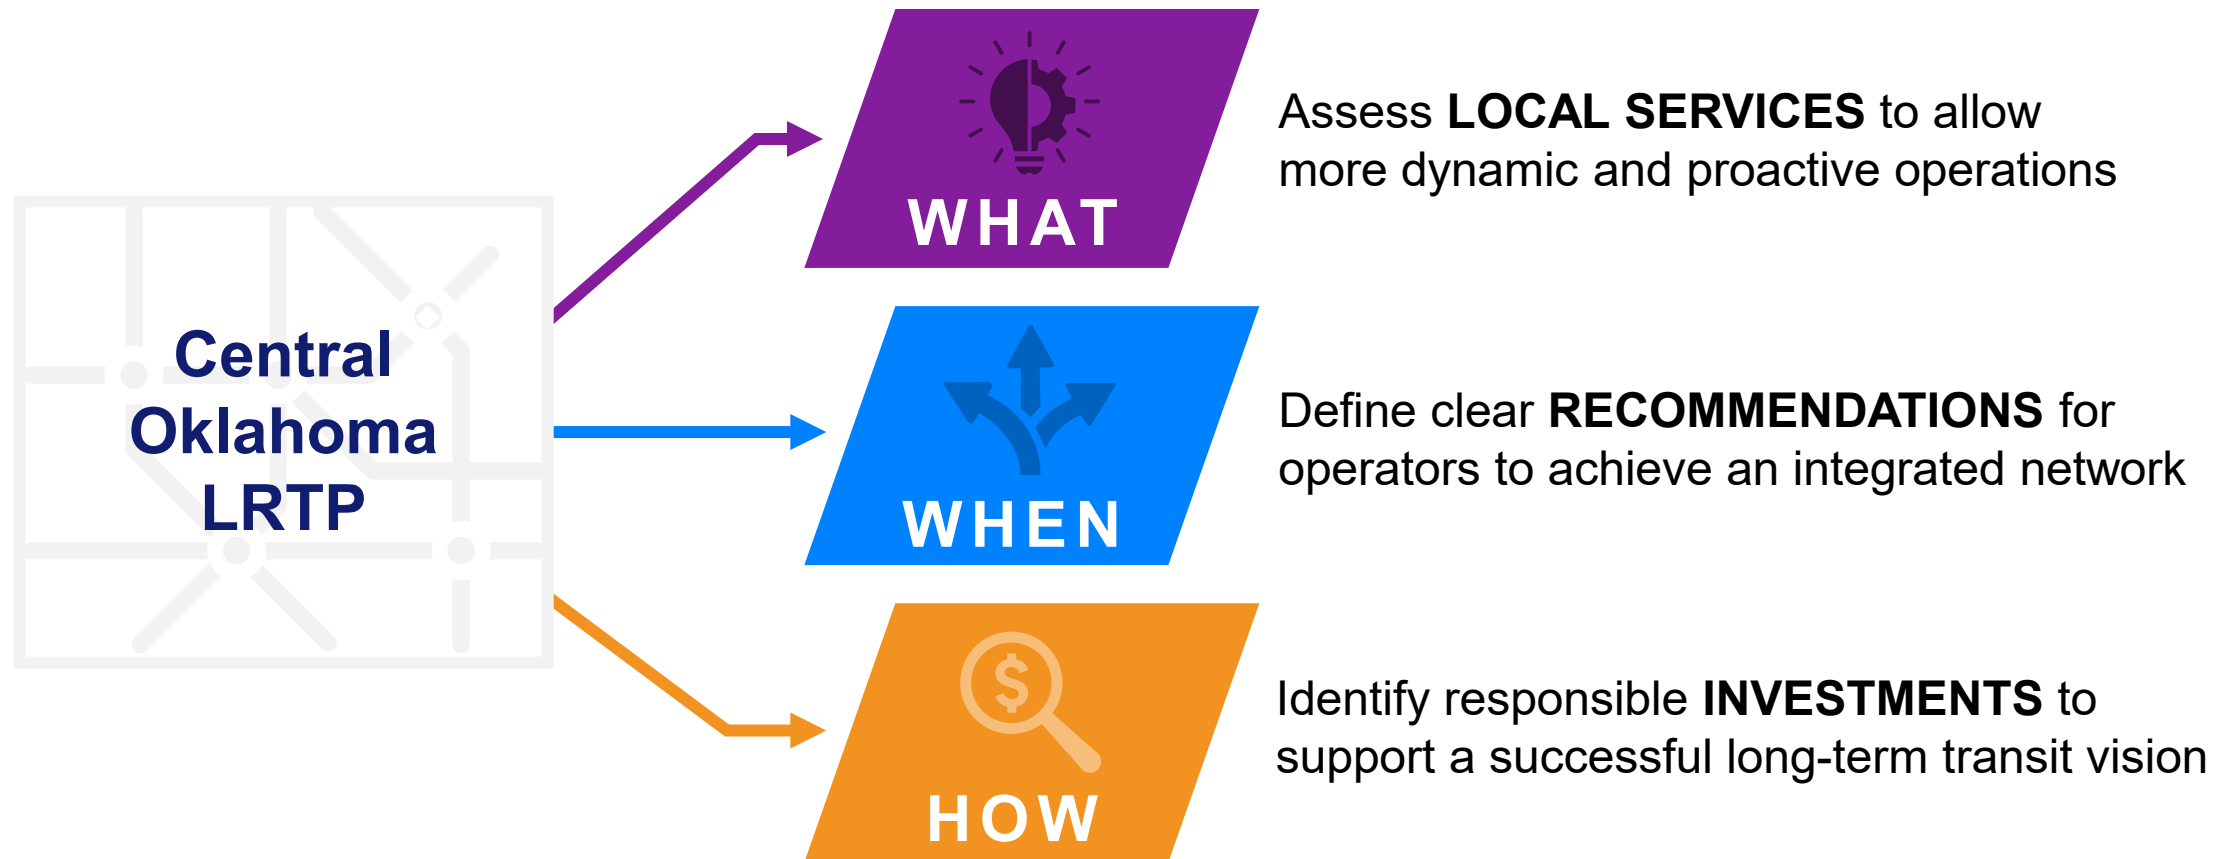 Central
Oklahoma
LRTP
WHAT
Assess LOCAL SERVICES to allow
more dynamic and proactive operations
WHEN
Define clear RECOMMENDATIONS for
operators to achieve an integrated network
$
HOW
Identify responsible INVESTMENTS to
support a successful long-term transit vision